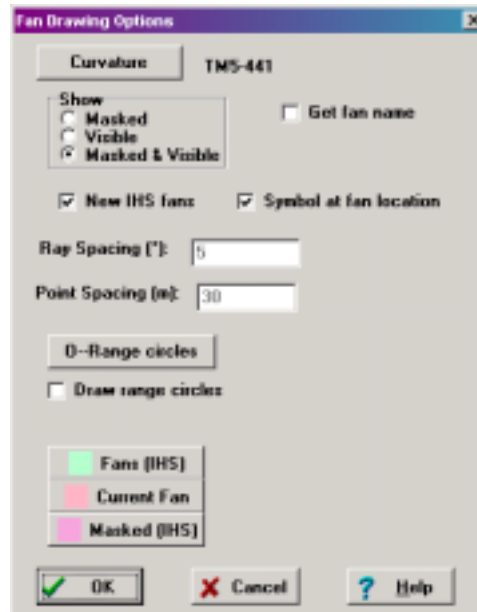 Fan Drawing Options
Curvature TM5-441
Show
Masked
Visible
Masked & Visible
Get fan name
New IHS fans Symbol at fan location
Ray Spacing (°): 5
Point Spacing (m): 30
0--Range circles
Draw range circles
Fans (IHS)
Current Fan
Masked (IHS)
OK Cancel Help